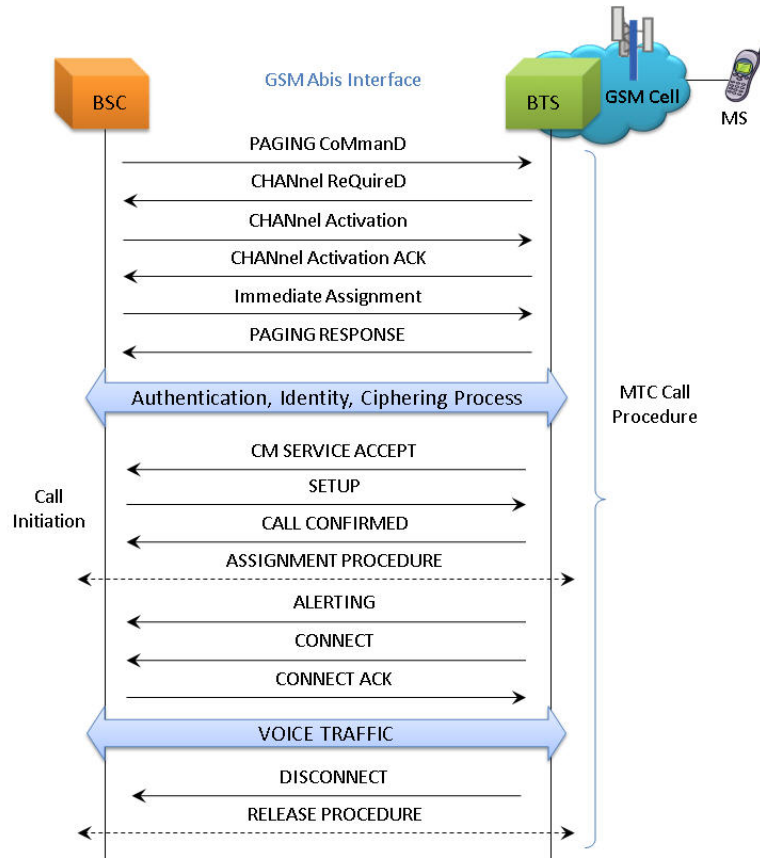 GSM Abis Interface
BSC
BTS
GSM Cell
MS
PAGING CoMmanD
CHANnel ReQuireD
CHANnel Activation
CHANnel Activation ACK
Immediate Assignment
PAGING RESPONSE
Authentication, Identity, Ciphering Process
MTC Call
Procedure
CM SERVICE ACCEPT
SETUP
Call
Initiation
CALL CONFIRMED
ASSIGNMENT PROCEDURE
ALERTING
CONNECT
CONNECT ACK
VOICE TRAFFIC
DISCONNECT
RELEASE PROCEDURE